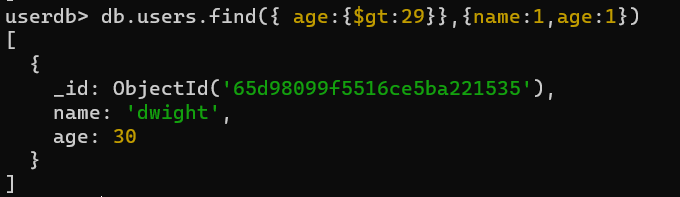 userdb> db.users.find({ age:{$gt:29}},{name:1,age:1})
[
  {
    _id: ObjectId('65d98099f5516ce5ba221535'),
    name: 'dwight',
    age: 30
  }
]